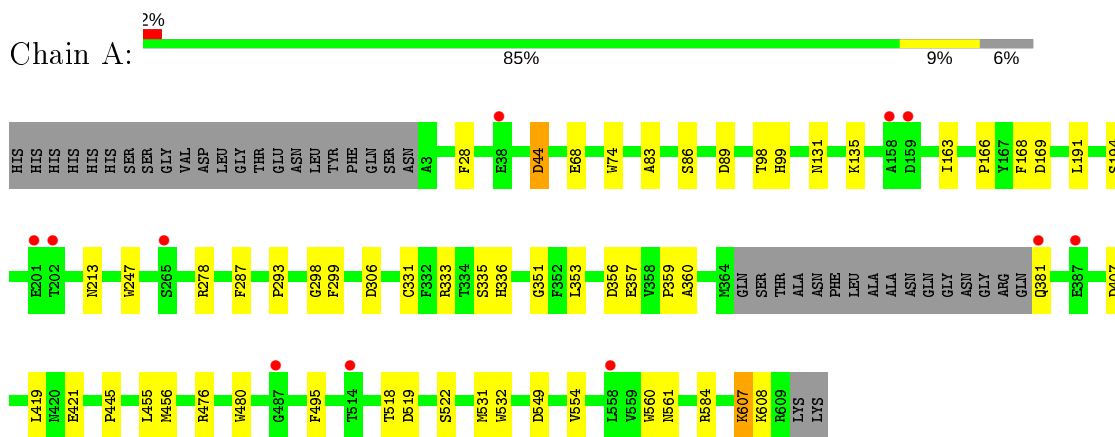 2%
Chain A:
85% 9% 6%
HIS HIS HIS HIS HIS HIS SER SER GLY VAL ASP LEU GLY THR GLU ASN LEU TYR PHE GLN SER ASN A3 F28 E38 D44 E68 W74 A83 S86 D89 T98 H99 N131 K135 A158 D159 I163 P166 Y167 F168 D169 L191 S194
E201 T202 N213 W247 S265 R278 F287 P293 G298 F299 D306 C331 F332 R333 T334 S335 H336 G351 F352 L353 D356 E357 V358 P359 A360 M364 GLN SER THR ALA ASN PHE LEU ALA ALA ASN GLN GLY ASN GLY ARG GLN Q381 E387 D407
L419 N420 E421 P445 L455 M456 R476 W480 G487 F495 T514 T518 D519 S522 M531 W532 D549 V554 L558 V559 W560 N561 R584 K607 K608 R609 LYS LYS